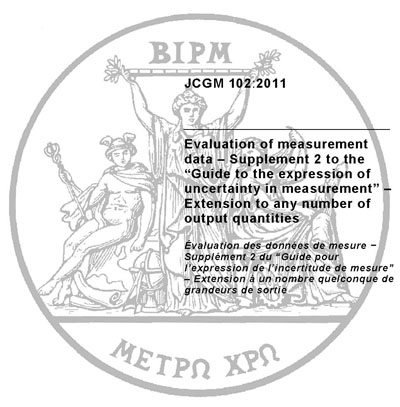 BIPM
JCGM 102:2011
Evaluation of measurement
data – Supplement 2 to the
“Guide to the expression of
uncertainty in measurement” –
Extension to any number of
output quantities
Évaluation des données de mesure –
Supplément 2 du “Guide pour
l’expression de l’incertitude de mesure”
– Extension à un nombre quelconque de
grandeurs de sortie
ΜΕΤΡΩ ΧΡΩ